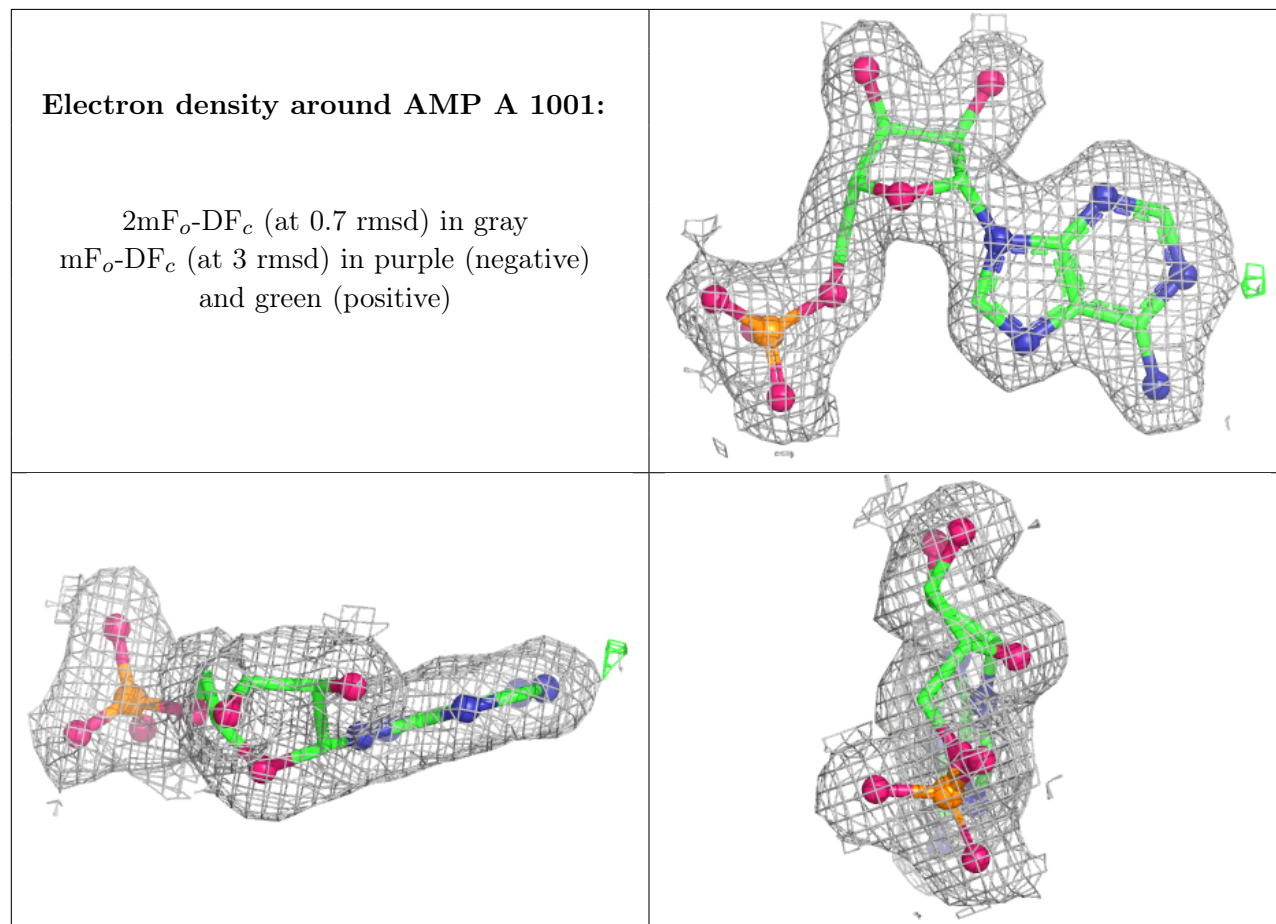 Electron density around AMP A 1001:
2mFo-DFc (at 0.7 rmsd) in gray
mFo-DFc (at 3 rmsd) in purple (negative)
and green (positive)